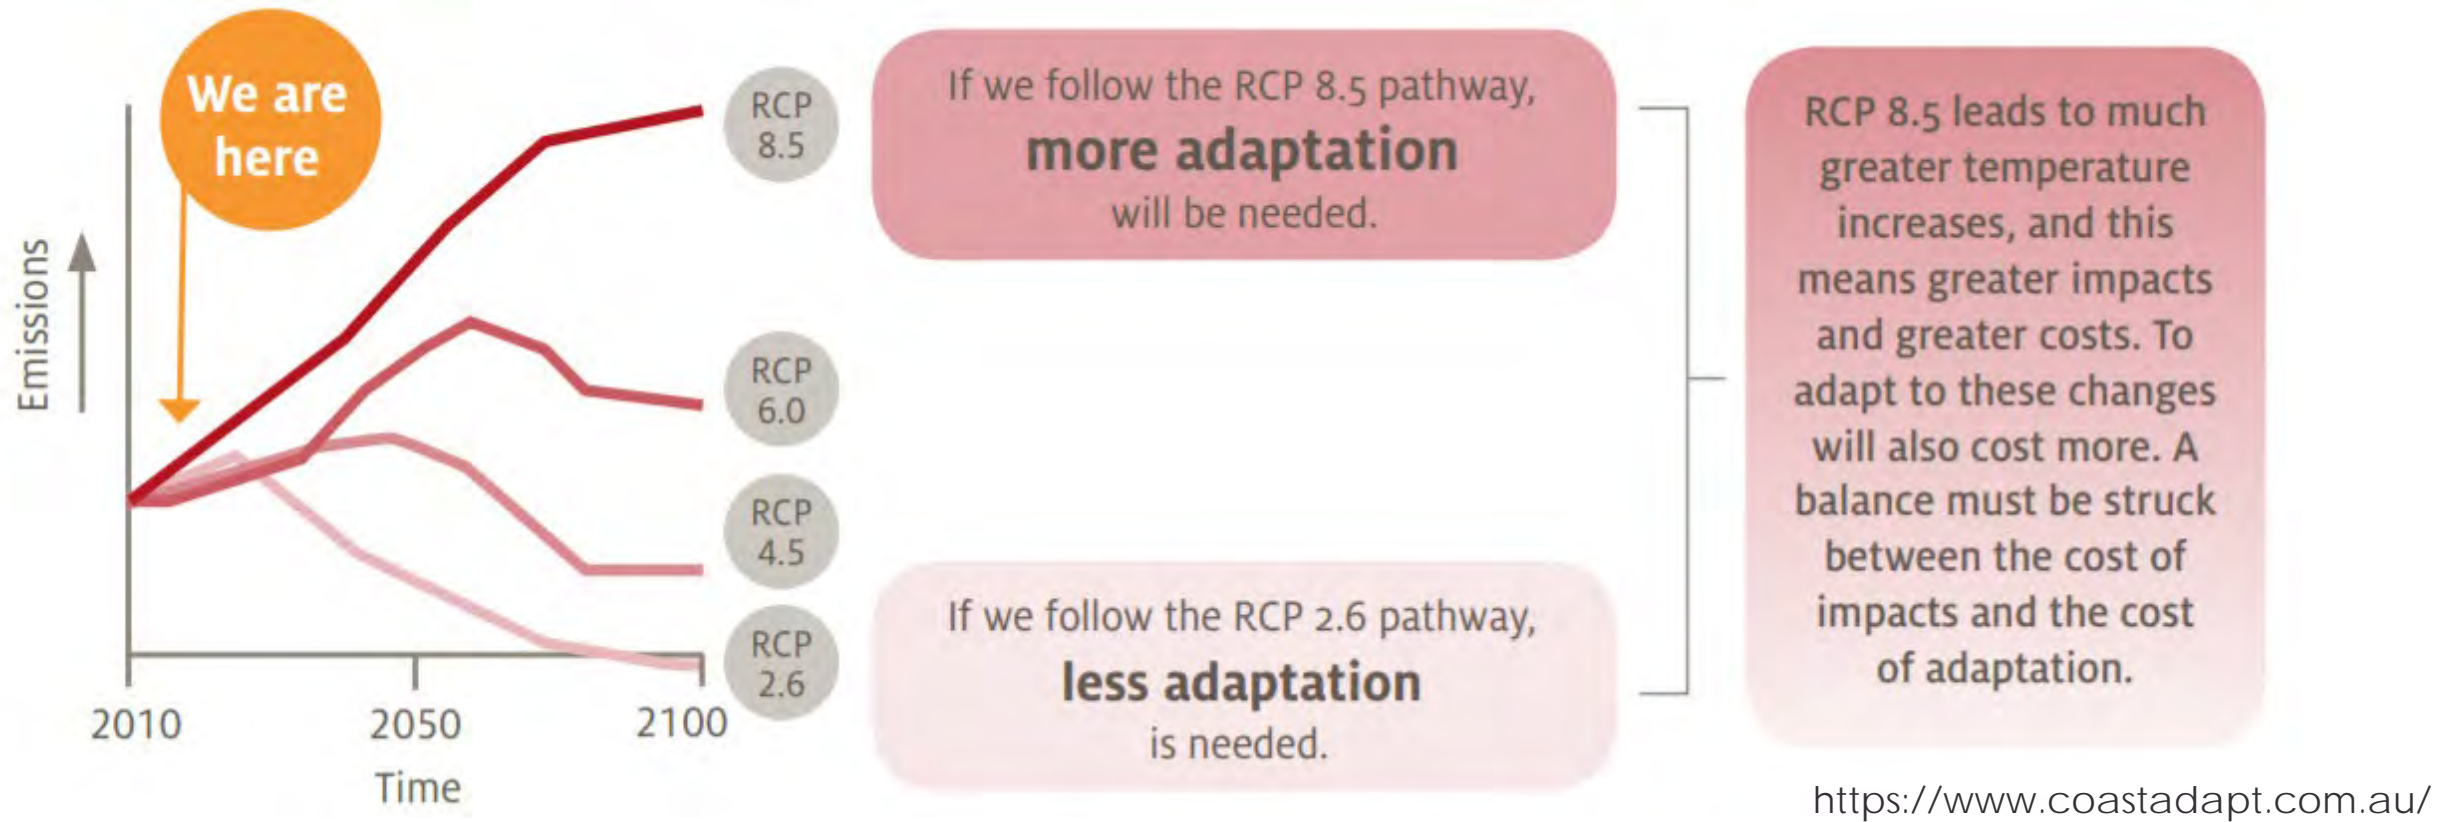 We are
here
Emissions
2010
2050
2100
Time
RCP
8.5
RCP
6.0
RCP
4.5
RCP
2.6
If we follow the RCP 8.5 pathway,
more adaptation
will be needed.
If we follow the RCP 2.6 pathway,
less adaptation
is needed.
RCP 8.5 leads to much
greater temperature
increases, and this
means greater impacts
and greater costs. To
adapt to these changes
will also cost more. A
balance must be struck
between the cost of
impacts and the cost
of adaptation.
https://www.coastadapt.com.au/